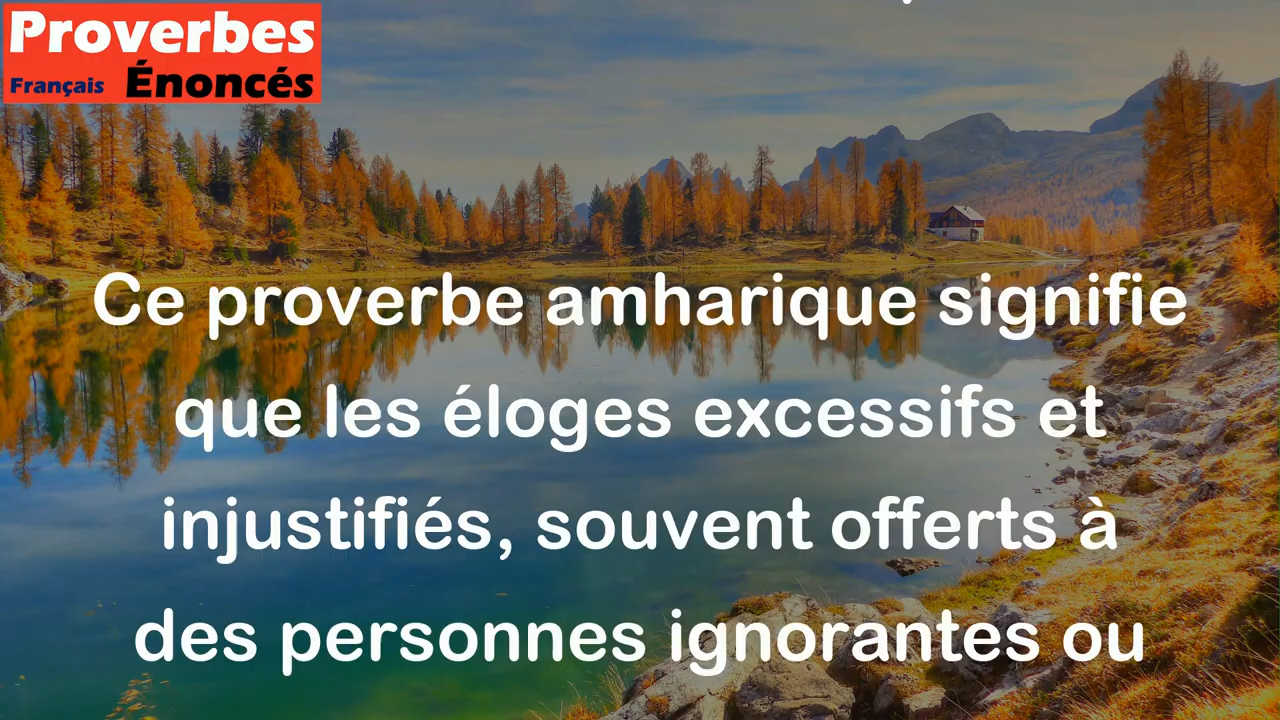 Proverbes
Français Énoncés
Ce proverbe amharique signifie
que les éloges excessifs et
injustifiés, souvent offerts à
des personnes ignorantes ou